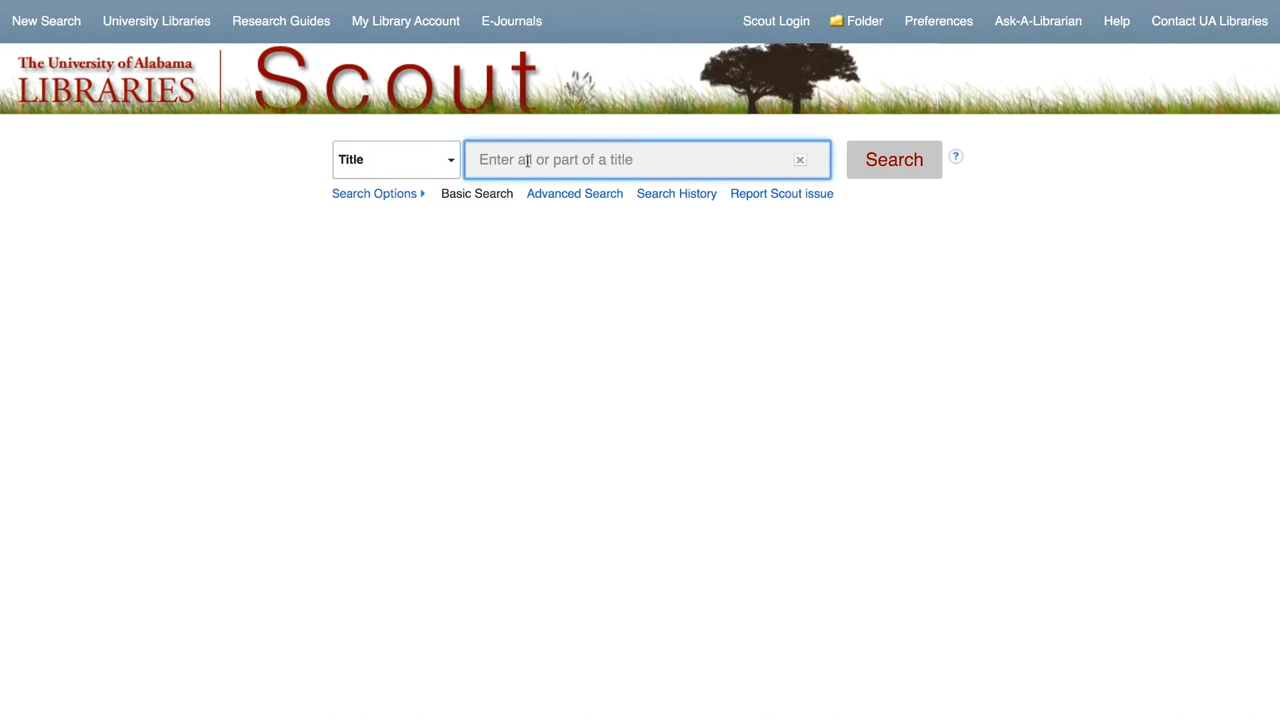 New Search University Libraries Research Guides My Library Account E-Journals Scout Login Folder Preferences Ask-A-Librarian Help Contact UA Libraries
The University of Alabama
LIBRARIES
Scout
Title Enter all or part of a title Search ?
Search Options Basic Search Advanced Search Search History Report Scout issue